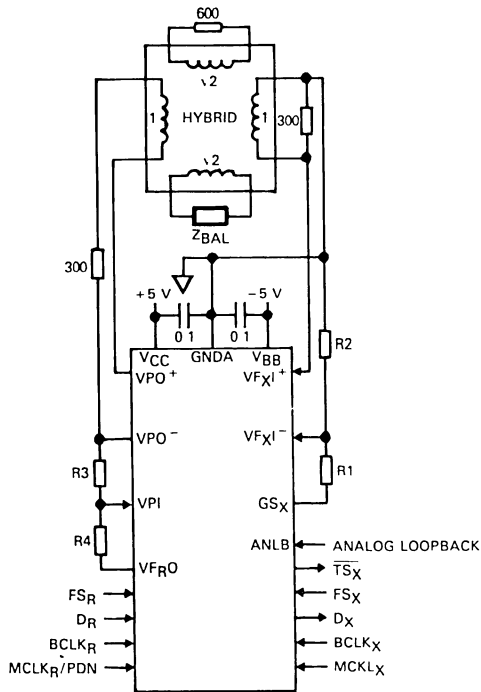 600
√2
1
HYBRID
1
300
√2
ZBAL
300
+5 V
-5 V
0 1
0 1
R2
VCC
GNDA
VBB
VPO+
VFXI+
VPO-
VFXI-
R3
R1
VPI
GSX
R4
ANLB
ANALOG LOOPBACK
VFRO
TSX
FSR
FSX
DR
DX
BCLKR
BCLKX
MCLKR/PDN
MCKLX